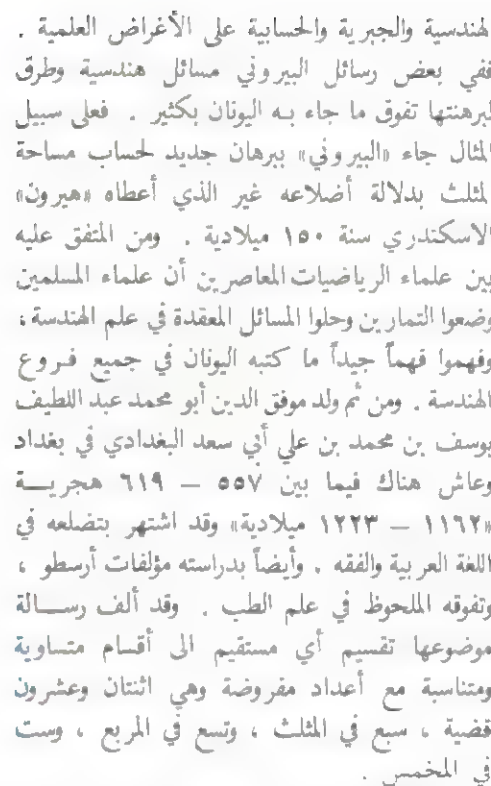 الهندسية والجبرية والحسابية على الأغراض العلمية .
ففي بعض رسائل البيروني مسائل هندسية وطرق
لبرهنتها تفوق ما جاء به اليونان بكثير . فعلى سبيل
المثال جاء «البيروني» ببرهان جديد لحساب مساحة
المثلث بدلالة أضلاعه غير الذي أعطاه «هيرون»
الاسكندري سنة ١٥٠ ميلادية . ومن المتفق عليه
بين علماء الرياضيات المعاصرين أن علماء المسلمين
وضعوا التمارين وحلوا المسائل المعقدة في علم الهندسة ،
وفهموا فهماً جيداً ما كتبه اليونان في جميع فروع
الهندسة . ومن ثم ولد موفق الدين أبو محمد عبد اللطيف
يوسف بن محمد بن علي أبي سعد البغدادي في بغداد
وعاش هناك فيما بين ٥٥٧ – ٦١٩ هجرية
«١١٦٢ – ١٢٢٣ ميلادية» وقد اشتهر بتضلعه في
اللغة العربية والفقه . وأيضاً بدراسته مؤلفات أرسطو ،
وتفوقه الملحوظ في علم الطب . وقد ألف رسالة
موضوعها تقسيم أي مستقيم الى أقسام متساوية
ومتناسبة مع أعداد مفروضة وهي اثنتان وعشرون
قضية ، سبع في المثلث ، وتسع في المربع ، وست
في المخمس .